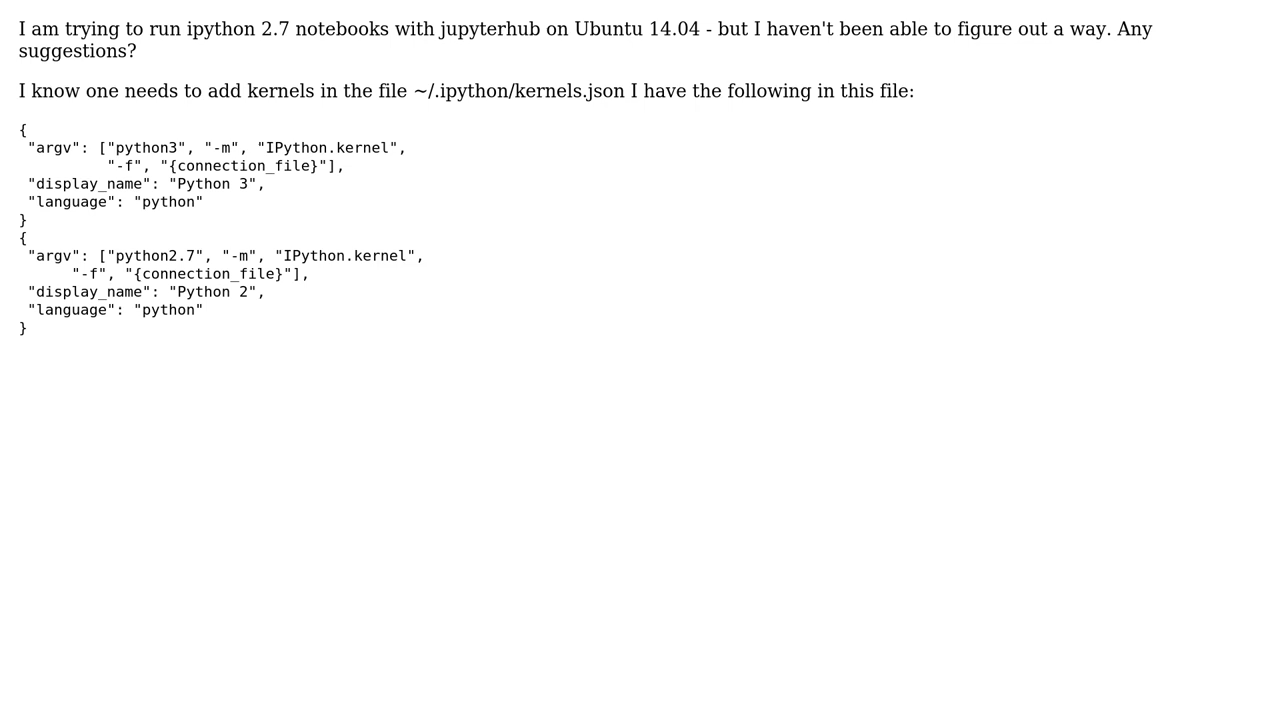 I am trying to run ipython 2.7 notebooks with jupyterhub on Ubuntu 14.04 - but I haven't been able to figure out a way. Any
suggestions?
I know one needs to add kernels in the file ~/.ipython/kernels.json I have the following in this file:
{
 "argv": ["python3", "-m", "IPython.kernel",
          "-f", "{connection_file}"],
 "display_name": "Python 3",
 "language": "python"
}
{
 "argv": ["python2.7", "-m", "IPython.kernel",
      "-f", "{connection_file}"],
 "display_name": "Python 2",
 "language": "python"
}